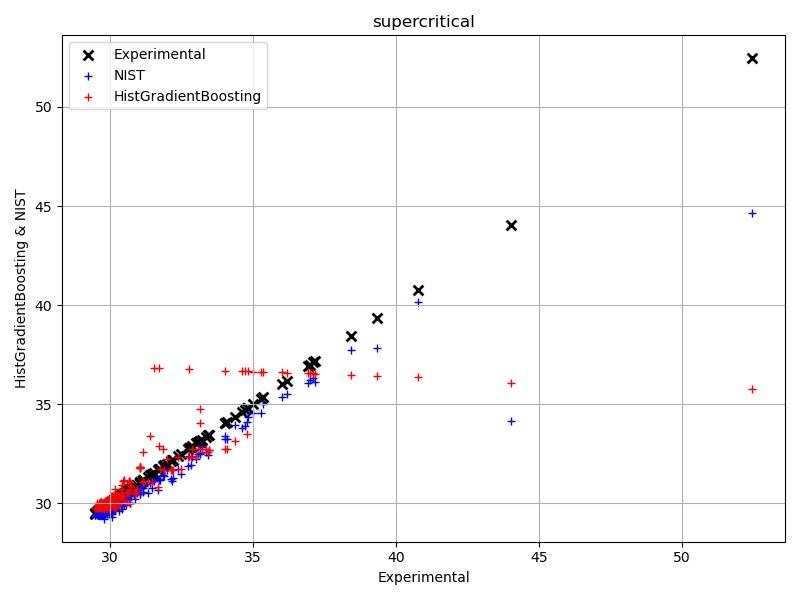 supercritical
Experimental
NIST
HistGradientBoosting
HistGradientBoosting & NIST
50
45
40
35
30
30 35 40 45 50
Experimental